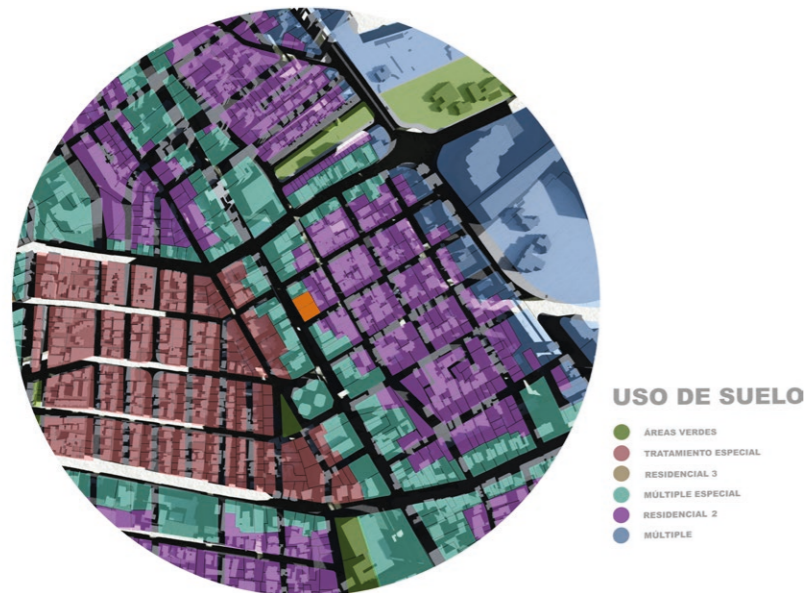 USO DE SUELO
ÁREAS VERDES
TRATAMIENTO ESPECIAL
RESIDENCIAL 3
MÚLTIPLE ESPECIAL
RESIDENCIAL 2
MÚLTIPLE